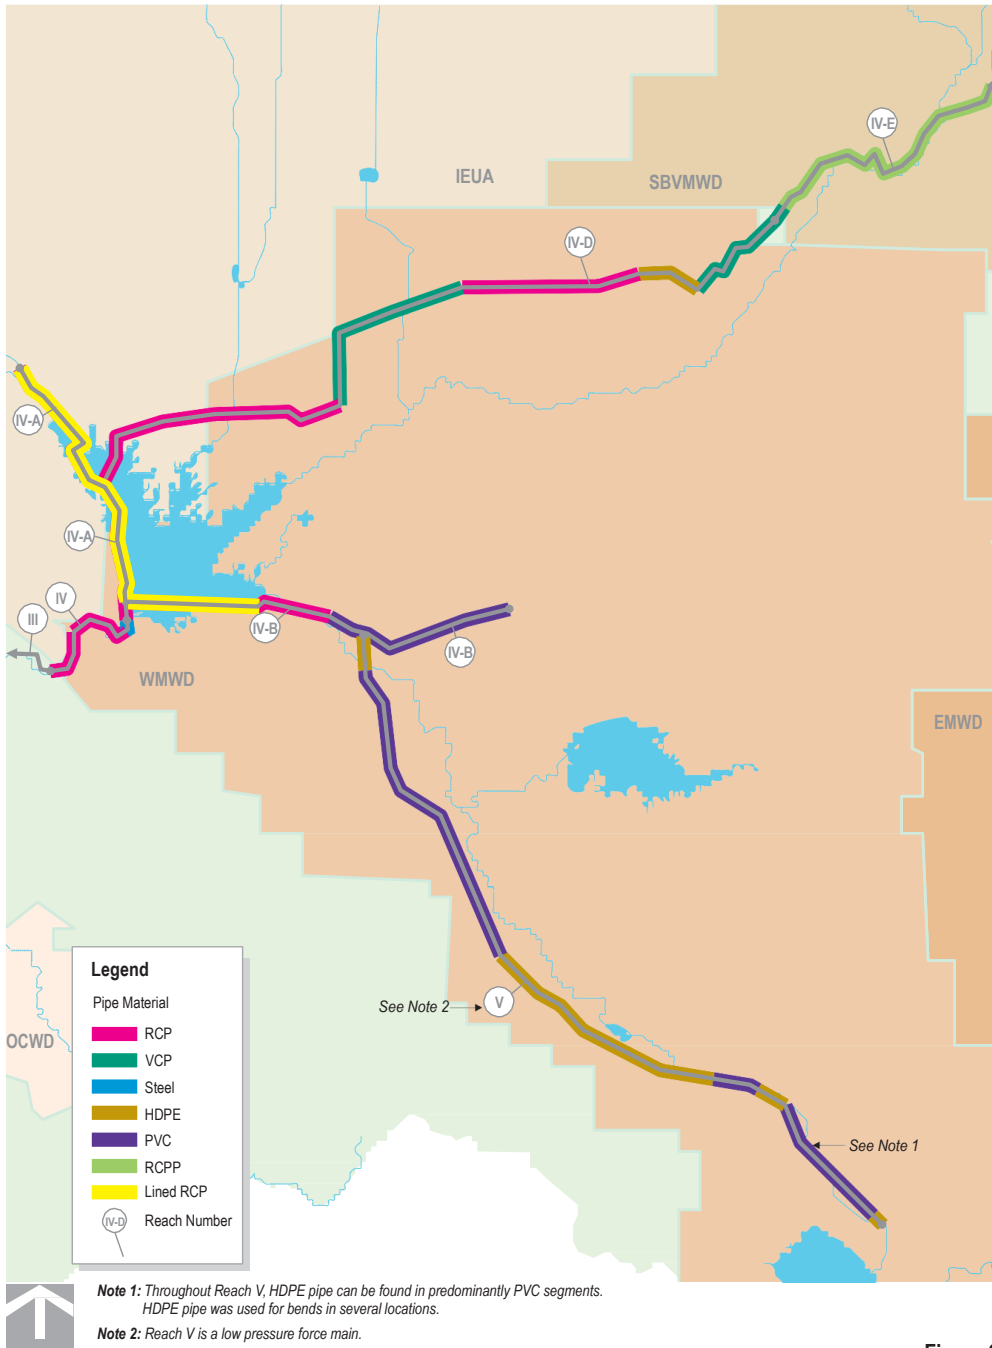 IV-E
IEUA
SBVMWD
IV-D
IV-A
IV-A
IV
III
IV-B
IV-B
WMWD
EMWD
See Note 2
V
OCWD
See Note 1
Legend
Pipe Material
RCP
VCP
Steel
HDPE
PVC
RCPP
Lined RCP
IV-D Reach Number
Note 1: Throughout Reach V, HDPE pipe can be found in predominantly PVC segments.
HDPE pipe was used for bends in several locations.
Note 2: Reach V is a low pressure force main.